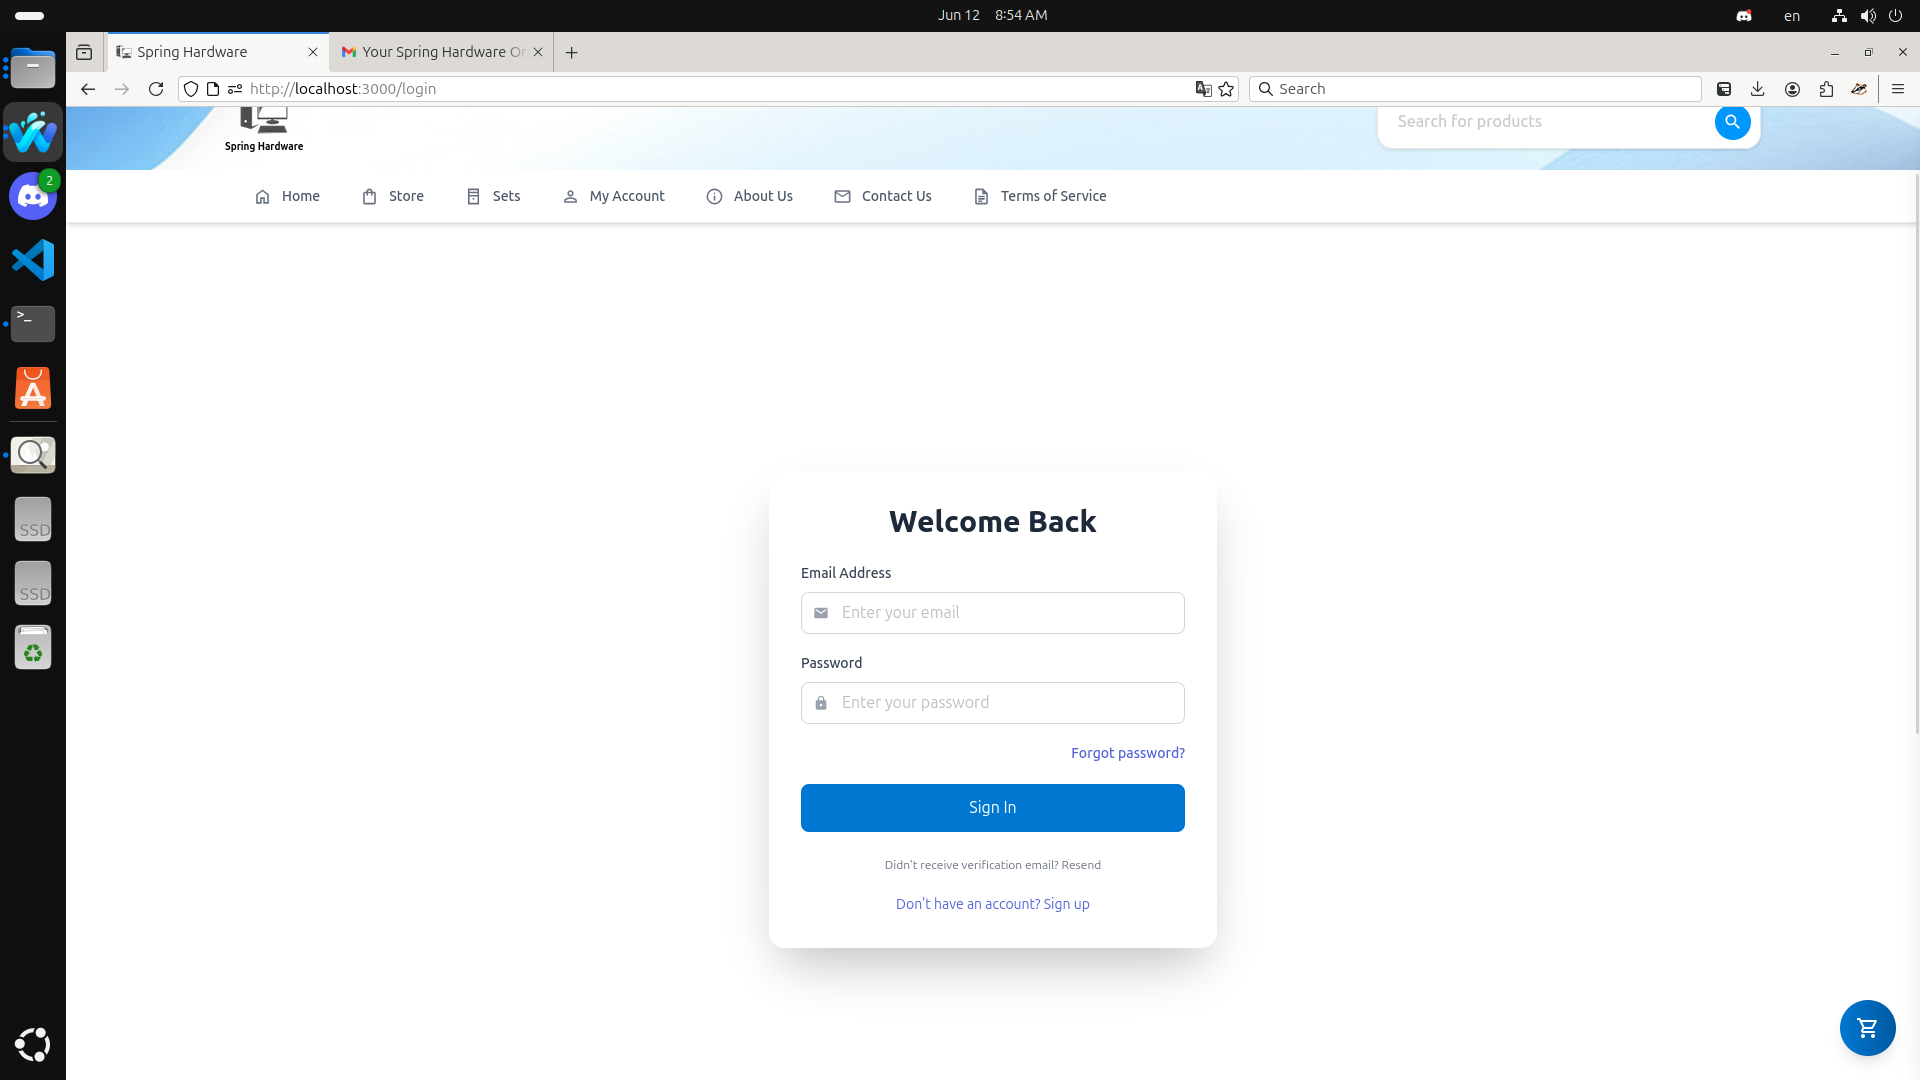 Jun 12 8:54 AM
en
Spring Hardware
Your Spring Hardware Or
http://localhost:3000/login
Search
Spring Hardware
Search for products
Home
Store
Sets
My Account
About Us
Contact Us
Terms of Service
2
>_
SSD
SSD
Welcome Back
Email Address
Enter your email
Password
Enter your password
Forgot password?
Sign In
Didn't receive verification email? Resend
Don't have an account? Sign up